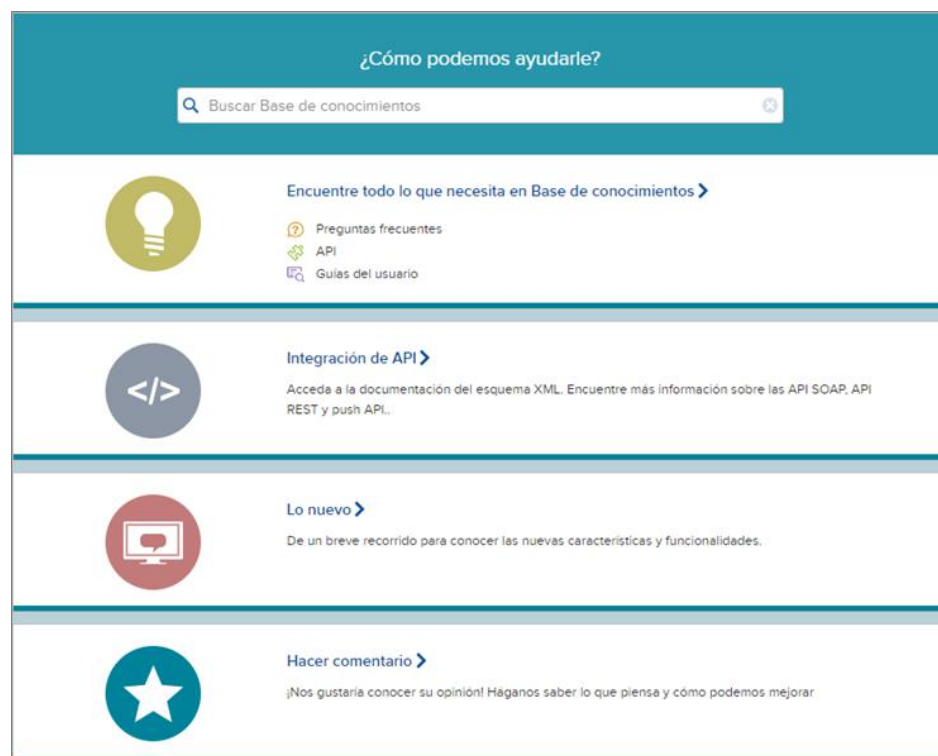 ¿Cómo podemos ayudarle?
Buscar Base de conocimientos
Encuentre todo lo que necesita en Base de conocimientos
Preguntas frecuentes
API
Guías del usuario
Integración de API
</>
Acceda a la documentación del esquema XML. Encuentre más información sobre las API SOAP, API
REST y push API..
Lo nuevo
De un breve recorrido para conocer las nuevas características y funcionalidades.
Hacer comentario
¡Nos gustaría conocer su opinión! Háganos saber lo que piensa y cómo podemos mejorar